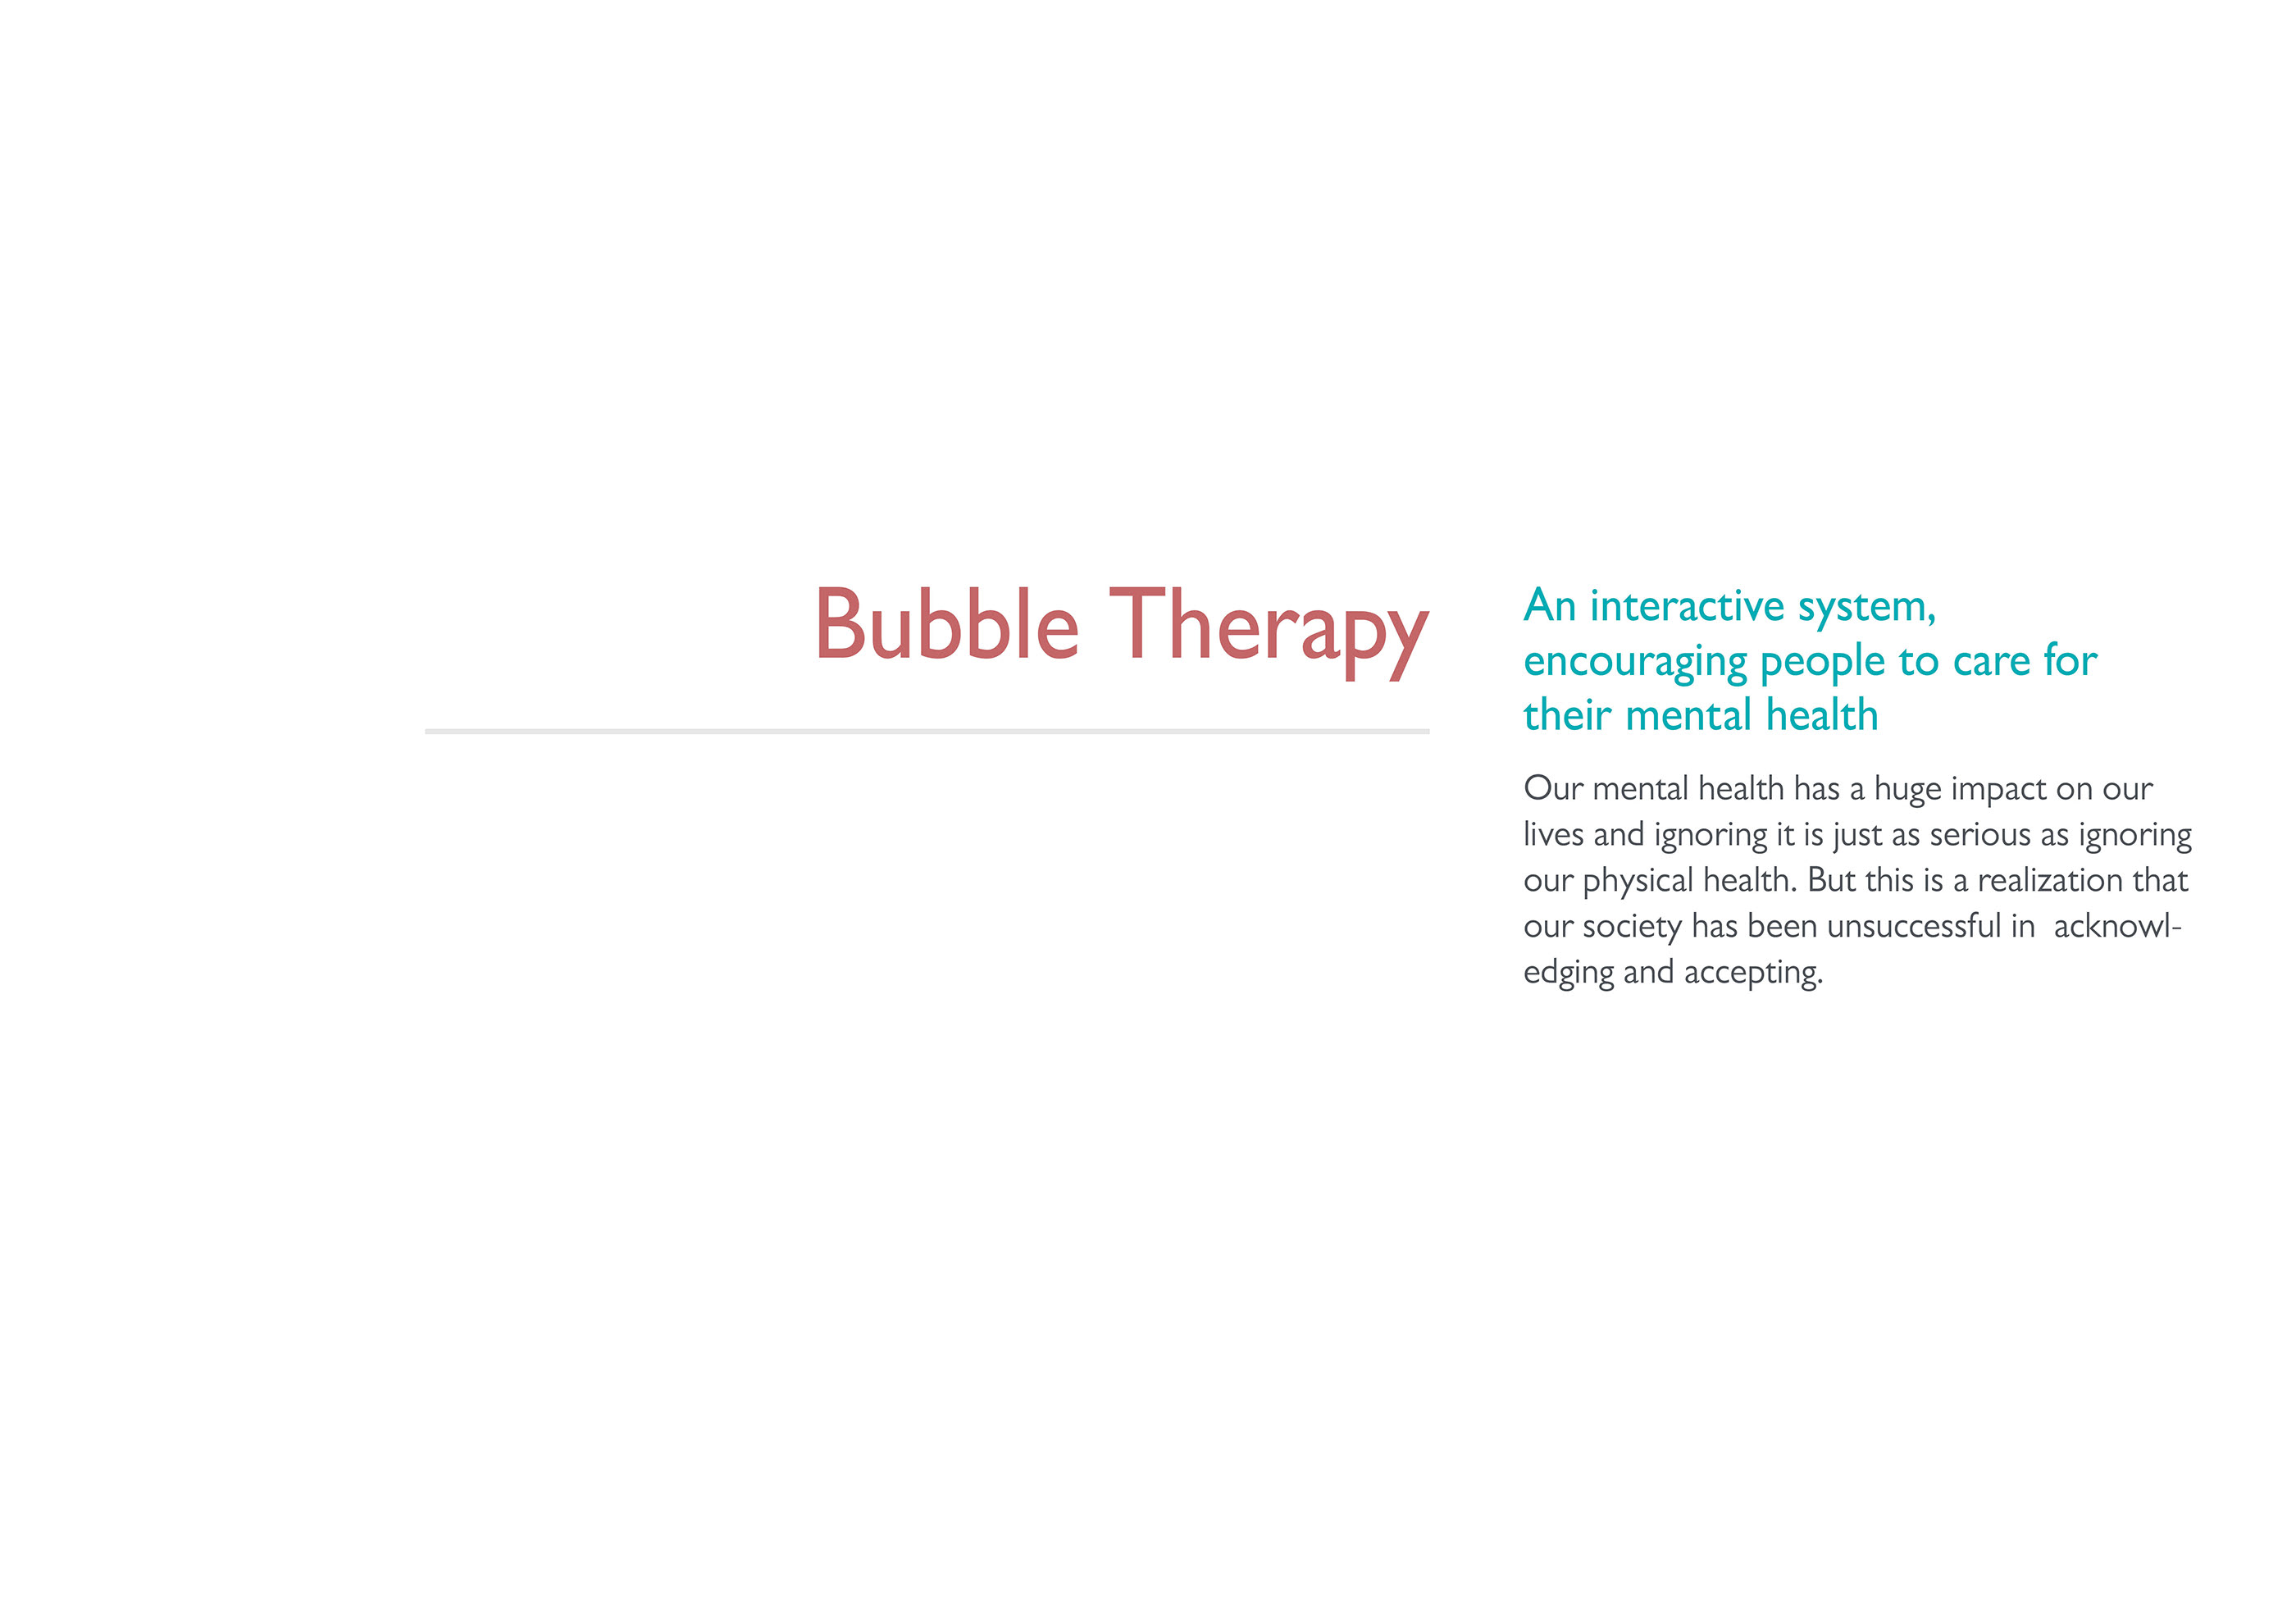 Bubble Therapy
An interactive system,
encouraging people to care for
their mental health
Our mental health has a huge impact on our
lives and ignoring it is just as serious as ignoring
our physical health. But this is a realization that
our society has been unsuccessful in  acknowl-
edging and accepting.